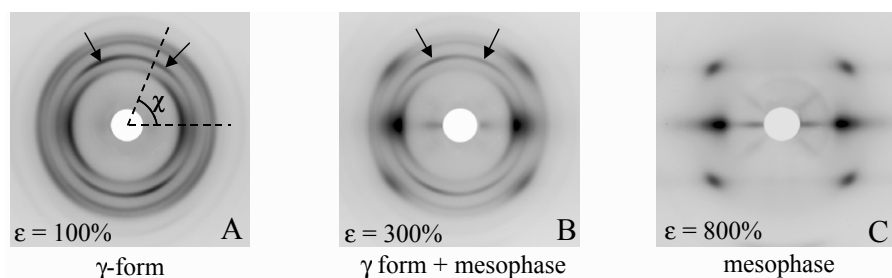 χ
ε = 100% A
ε = 300% B
ε = 800% C
γ-form
γ form + mesophase
mesophase